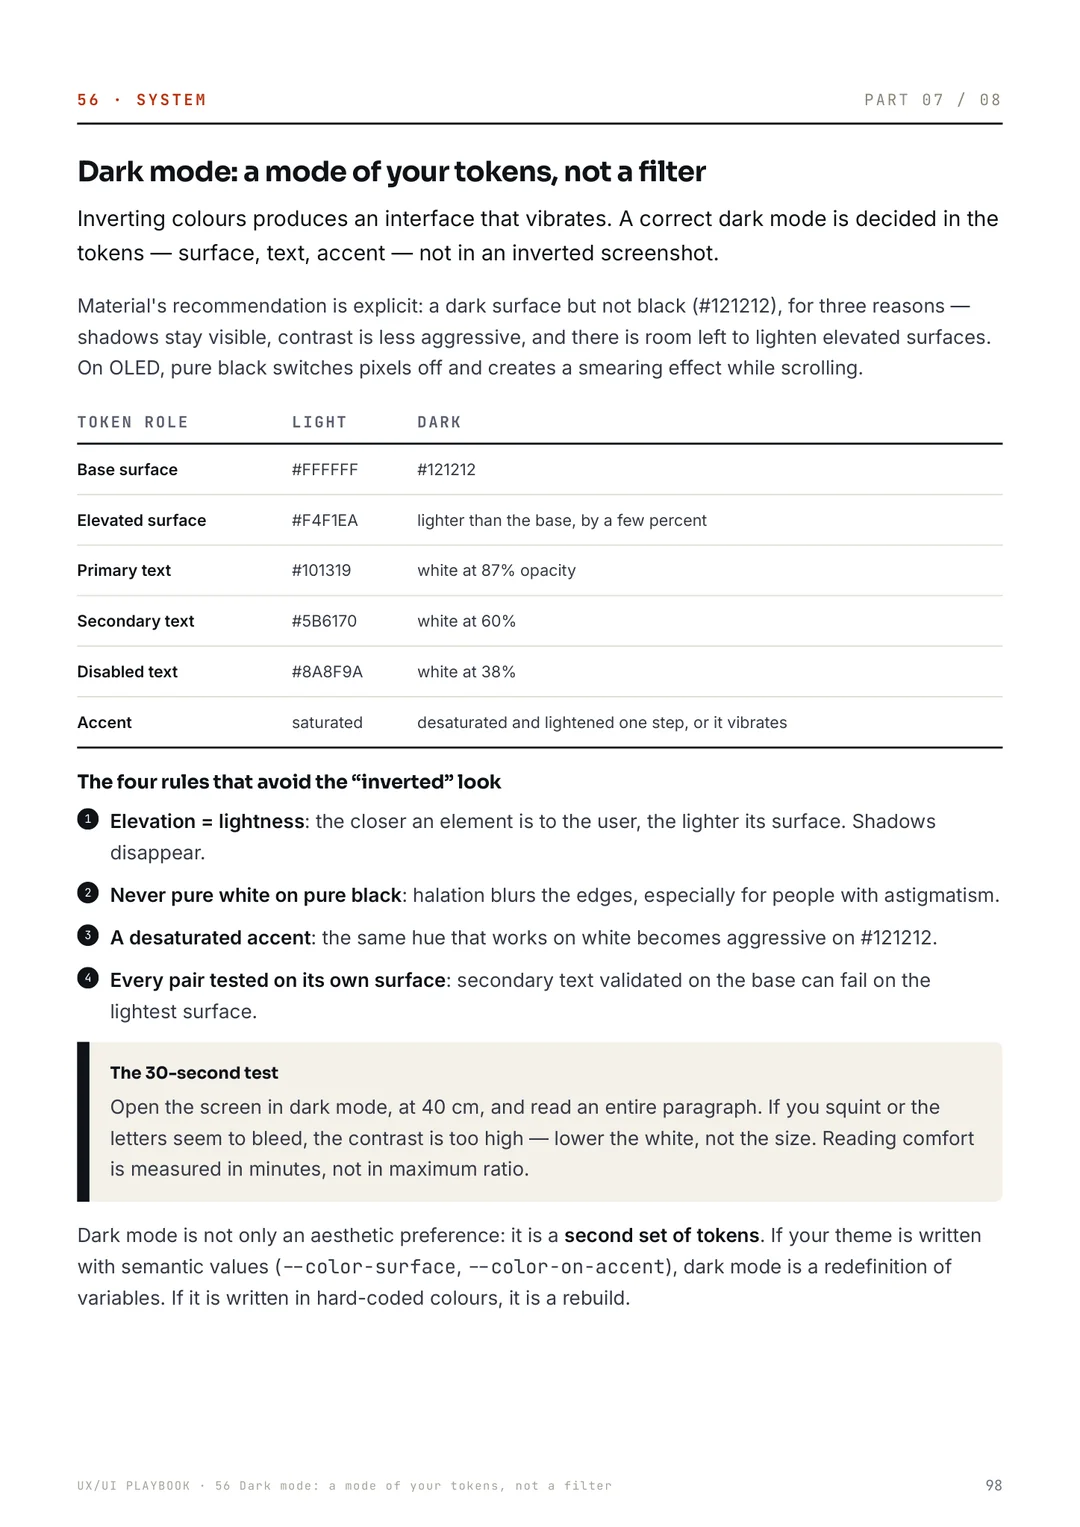 56 · SYSTEM
PART 07 / 08
Dark mode: a mode of your tokens, not a filter
Inverting colours produces an interface that vibrates. A correct dark mode is decided in the
tokens — surface, text, accent — not in an inverted screenshot.
Material's recommendation is explicit: a dark surface but not black (#121212), for three reasons —
shadows stay visible, contrast is less aggressive, and there is room left to lighten elevated surfaces.
On OLED, pure black switches pixels off and creates a smearing effect while scrolling.
TOKEN ROLE LIGHT DARK
Base surface #FFFFFF #121212
Elevated surface #F4F1EA lighter than the base, by a few percent
Primary text #101319 white at 87% opacity
Secondary text #5B6170 white at 60%
Disabled text #8A8F9A white at 38%
Accent saturated desaturated and lightened one step, or it vibrates
The four rules that avoid the “inverted” look
1 Elevation = lightness: the closer an element is to the user, the lighter its surface. Shadows
disappear.
2 Never pure white on pure black: halation blurs the edges, especially for people with astigmatism.
3 A desaturated accent: the same hue that works on white becomes aggressive on #121212.
4 Every pair tested on its own surface: secondary text validated on the base can fail on the
lightest surface.
The 30-second test
Open the screen in dark mode, at 40 cm, and read an entire paragraph. If you squint or the
letters seem to bleed, the contrast is too high — lower the white, not the size. Reading comfort
is measured in minutes, not in maximum ratio.
Dark mode is not only an aesthetic preference: it is a second set of tokens. If your theme is written
with semantic values (--color-surface, --color-on-accent), dark mode is a redefinition of
variables. If it is written in hard-coded colours, it is a rebuild.
UX/UI PLAYBOOK · 56 Dark mode: a mode of your tokens, not a filter
98